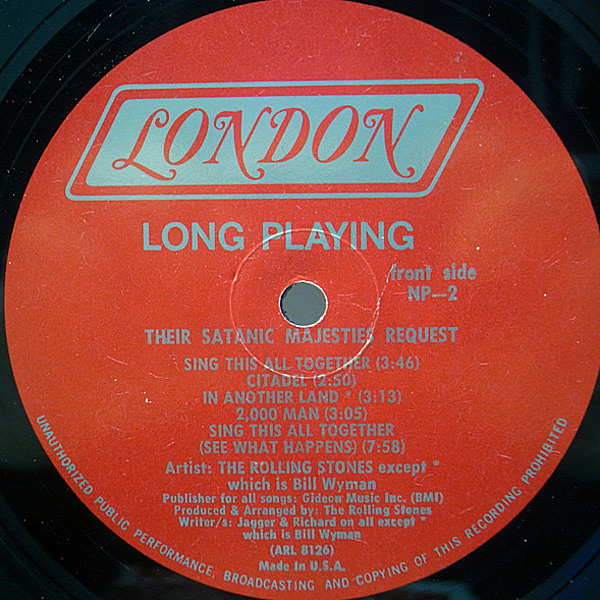 LONDON
LONG PLAYING
front side
NP—2
THEIR SATANIC MAJESTIES REQUEST
SING THIS ALL TOGETHER (3:46)
CITADEL (2:50)
IN ANOTHER LAND * (3:13)
2,000 MAN (3:05)
SING THIS ALL TOGETHER
(SEE WHAT HAPPENS) (7:58)
Artist: THE ROLLING STONES except *
which is Bill Wyman
Publisher for all songs: Gideon Music Inc. (BMI)
Produced & Arranged by: The Rolling Stones
Writer/s: Jagger & Richard on all except *
which is Bill Wyman
(ARL 8126)
Made in U.S.A.
UNAUTHORIZED PUBLIC PERFORMANCE, BROADCASTING AND COPYING OF THIS RECORDING PROHIBITED